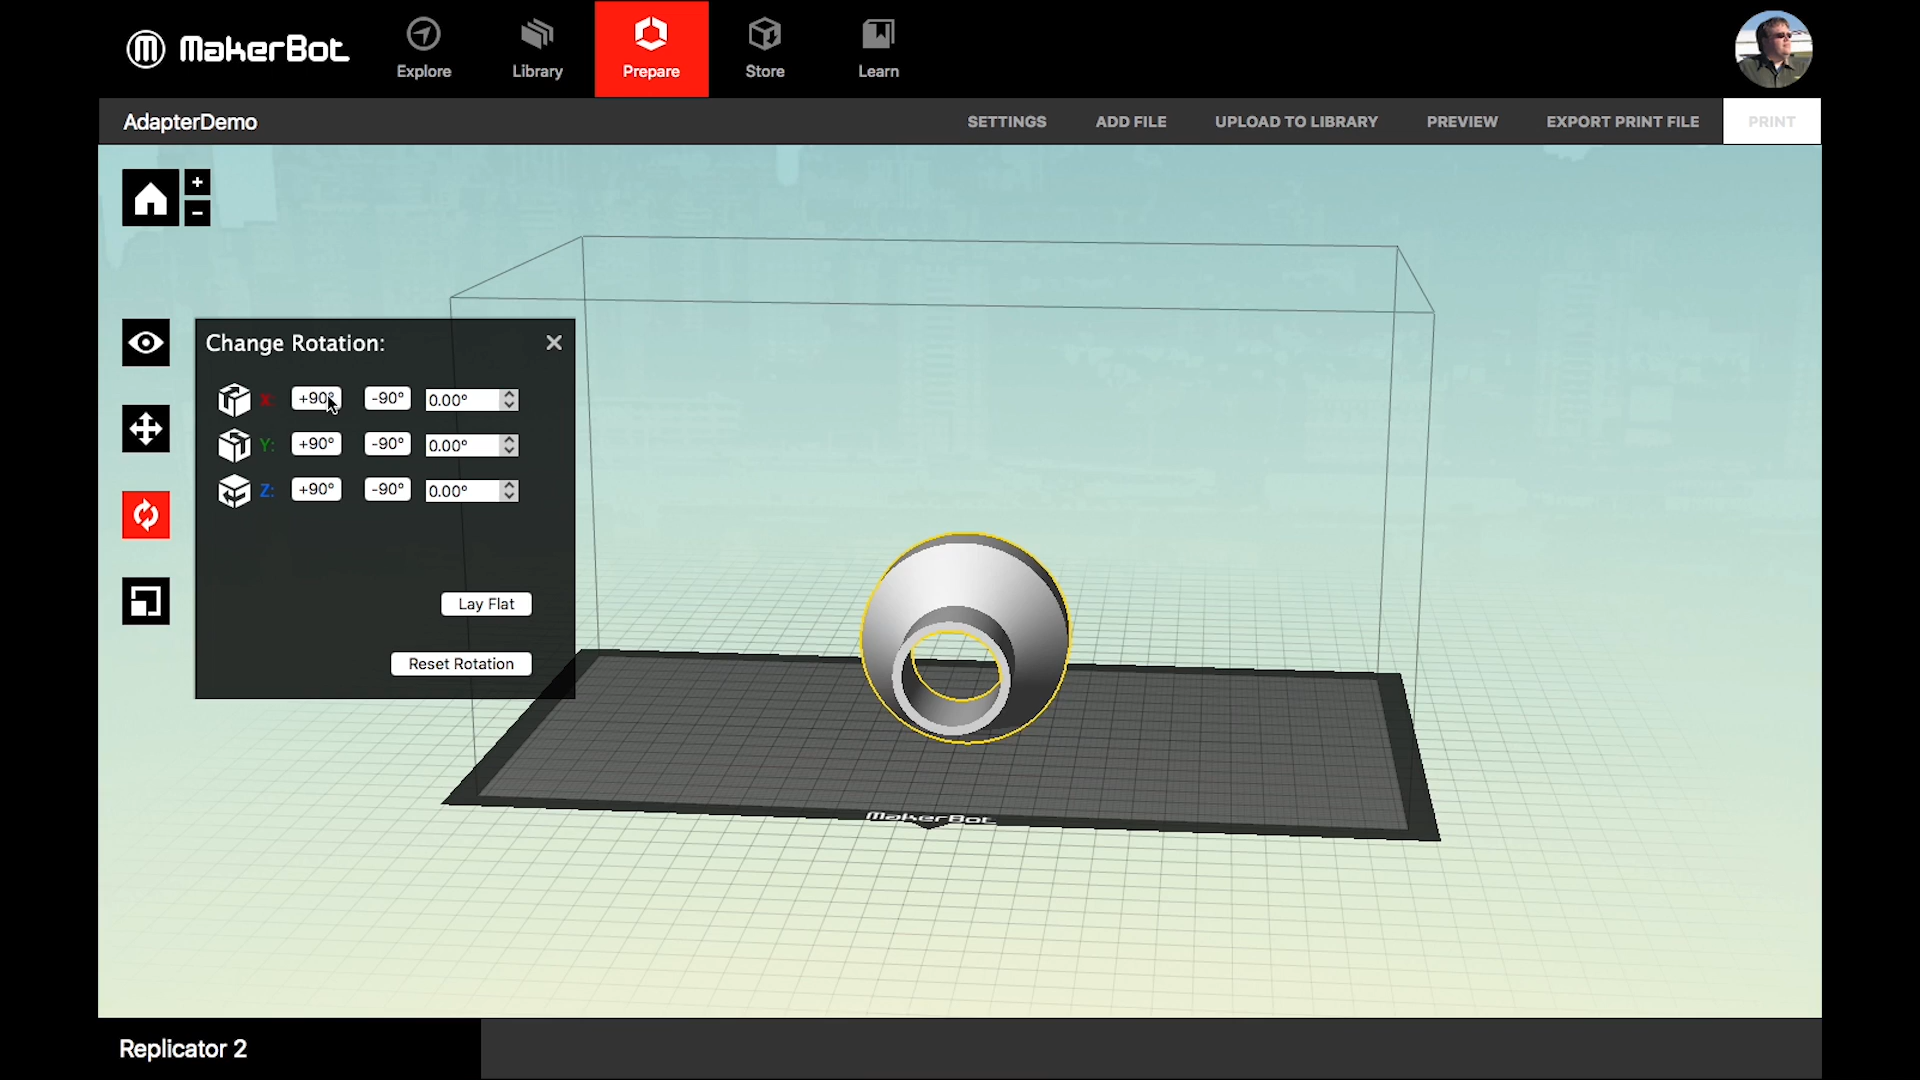 MakerBot
Explore
Library
Prepare
Store
Learn
AdapterDemo
SETTINGS
ADD FILE
UPLOAD TO LIBRARY
PREVIEW
EXPORT PRINT FILE
PRINT
+
-
Change Rotation:
X: +90° -90° 0.00°
Y: +90° -90° 0.00°
Z: +90° -90° 0.00°
Lay Flat
Reset Rotation
MakerBot
Replicator 2